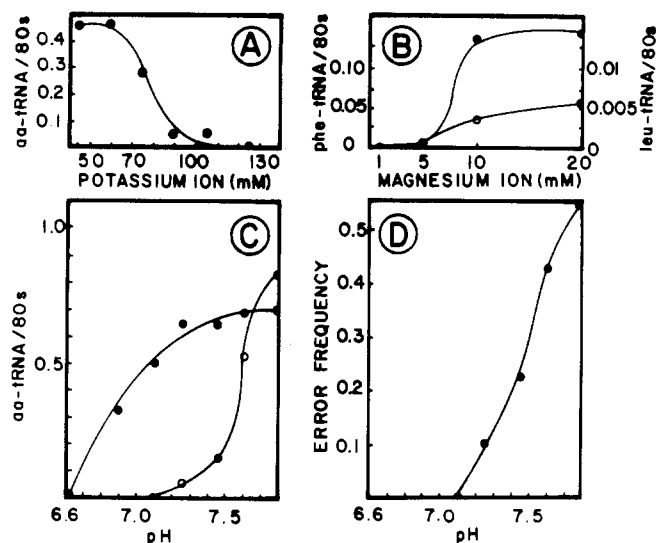 A
aa-tRNA/80s
0.4
0.3
0.2
0.1
50 70 100 130
POTASSIUM ION (mM)
B
phe-tRNA/80s
0.15
0.10
0.05
0
0.01
0.005
0
leu-tRNA/80s
1 5 10 20
MAGNESIUM ION (mM)
C
aa-tRNA/80s
1.0
0.5
6.6 7.0 7.5
pH
D
ERROR FREQUENCY
0.5
0.4
0.3
0.2
0.1
6.6 7.0 7.5
pH